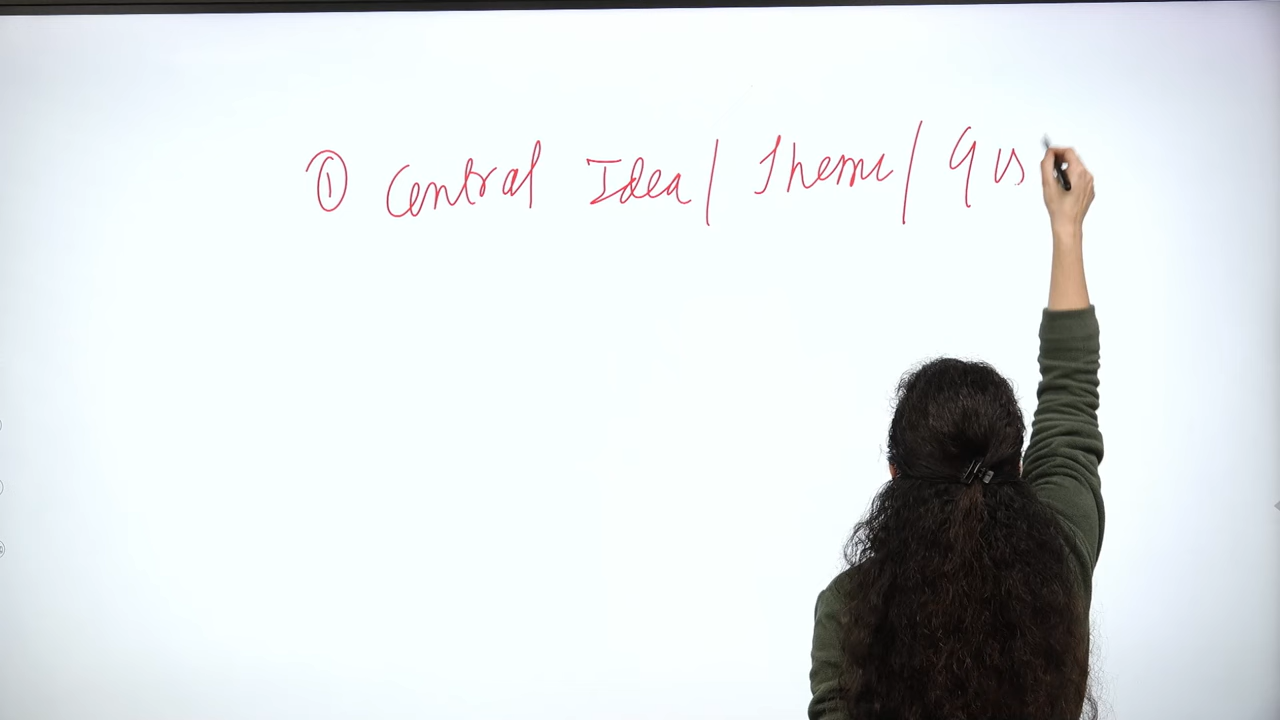 ① Central Idea / Theme / Gis